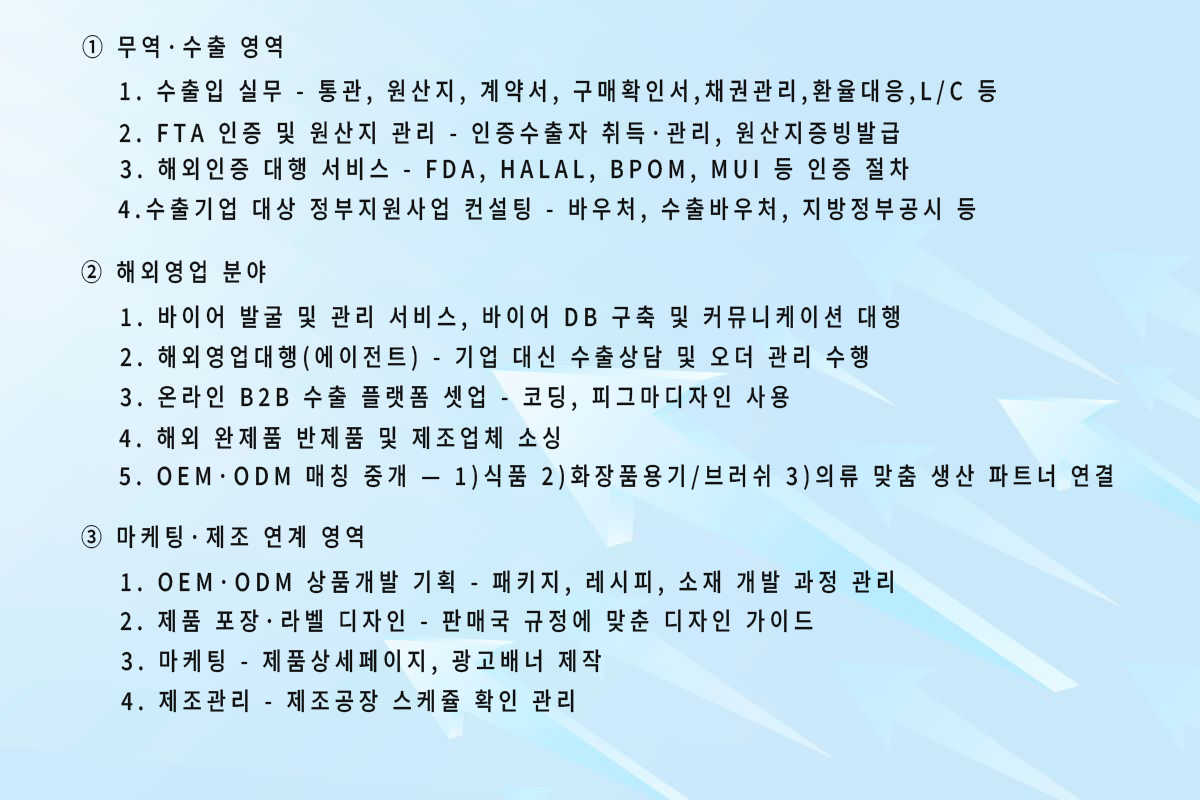 ① 무역·수출 영역
1. 수출입 실무 - 통관, 원산지, 계약서, 구매확인서,채권관리,환율대응,L/C 등
2. FTA 인증 및 원산지 관리 - 인증수출자 취득·관리, 원산지증빙발급
3. 해외인증 대행 서비스 - FDA, HALAL, BPOM, MUI 등 인증 절차
4.수출기업 대상 정부지원사업 컨설팅 - 바우처, 수출바우처, 지방정부공시 등
② 해외영업 분야
1. 바이어 발굴 및 관리 서비스, 바이어 DB 구축 및 커뮤니케이션 대행
2. 해외영업대행(에이전트) - 기업 대신 수출상담 및 오더 관리 수행
3. 온라인 B2B 수출 플랫폼 셋업 - 코딩, 피그마디자인 사용
4. 해외 완제품 반제품 및 제조업체 소싱
5. OEM·ODM 매칭 중개 — 1)식품 2)화장품용기/브러쉬 3)의류 맞춤 생산 파트너 연결
③ 마케팅·제조 연계 영역
1. OEM·ODM 상품개발 기획 - 패키지, 레시피, 소재 개발 과정 관리
2. 제품 포장·라벨 디자인 - 판매국 규정에 맞춘 디자인 가이드
3. 마케팅 - 제품상세페이지, 광고배너 제작
4. 제조관리 - 제조공장 스케쥴 확인 관리